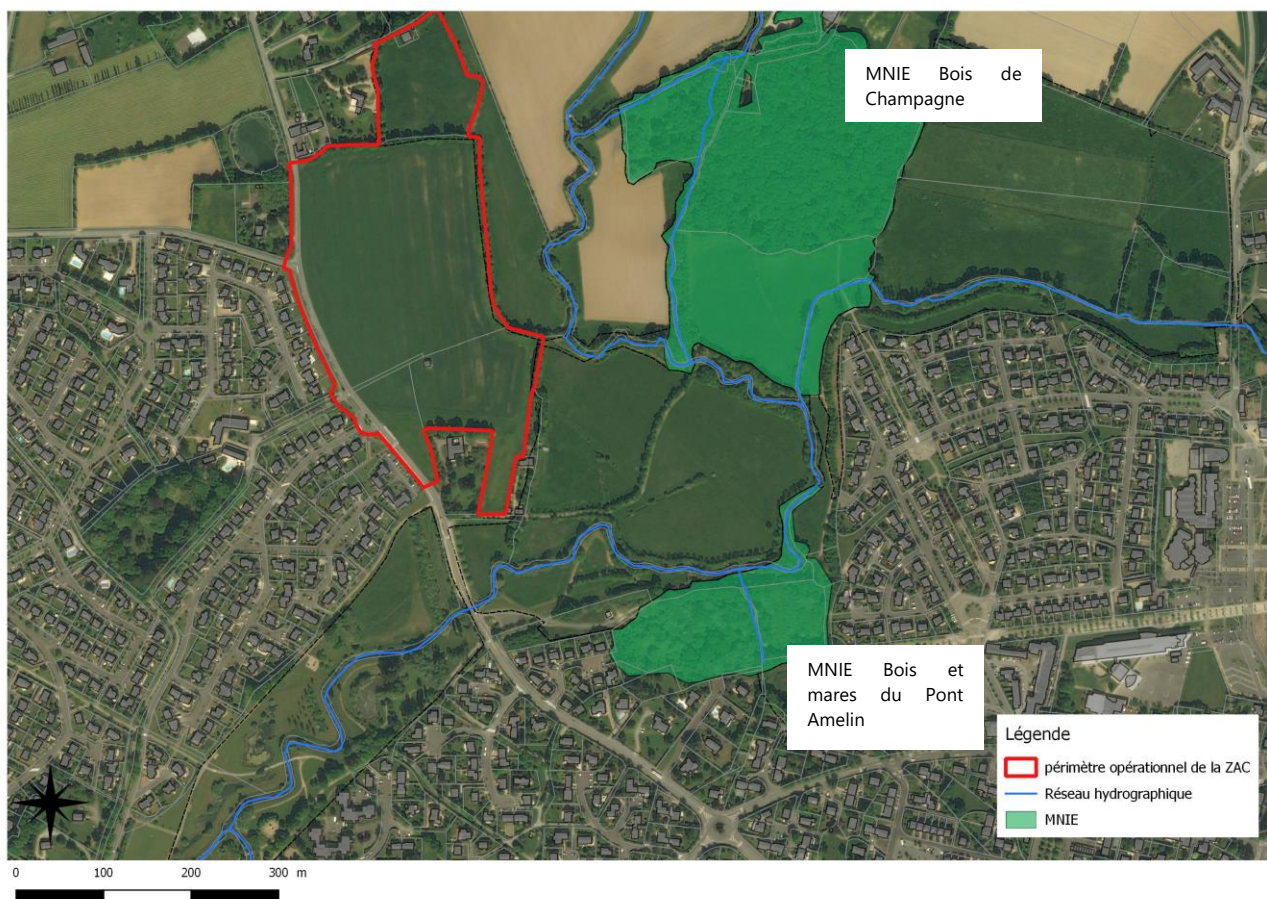 MNIE Bois de
Champagne
MNIE Bois et
mares du Pont
Amelin
Légende
périmètre opérationnel de la ZAC
Réseau hydrographique
MNIE
0 100 200 300 m